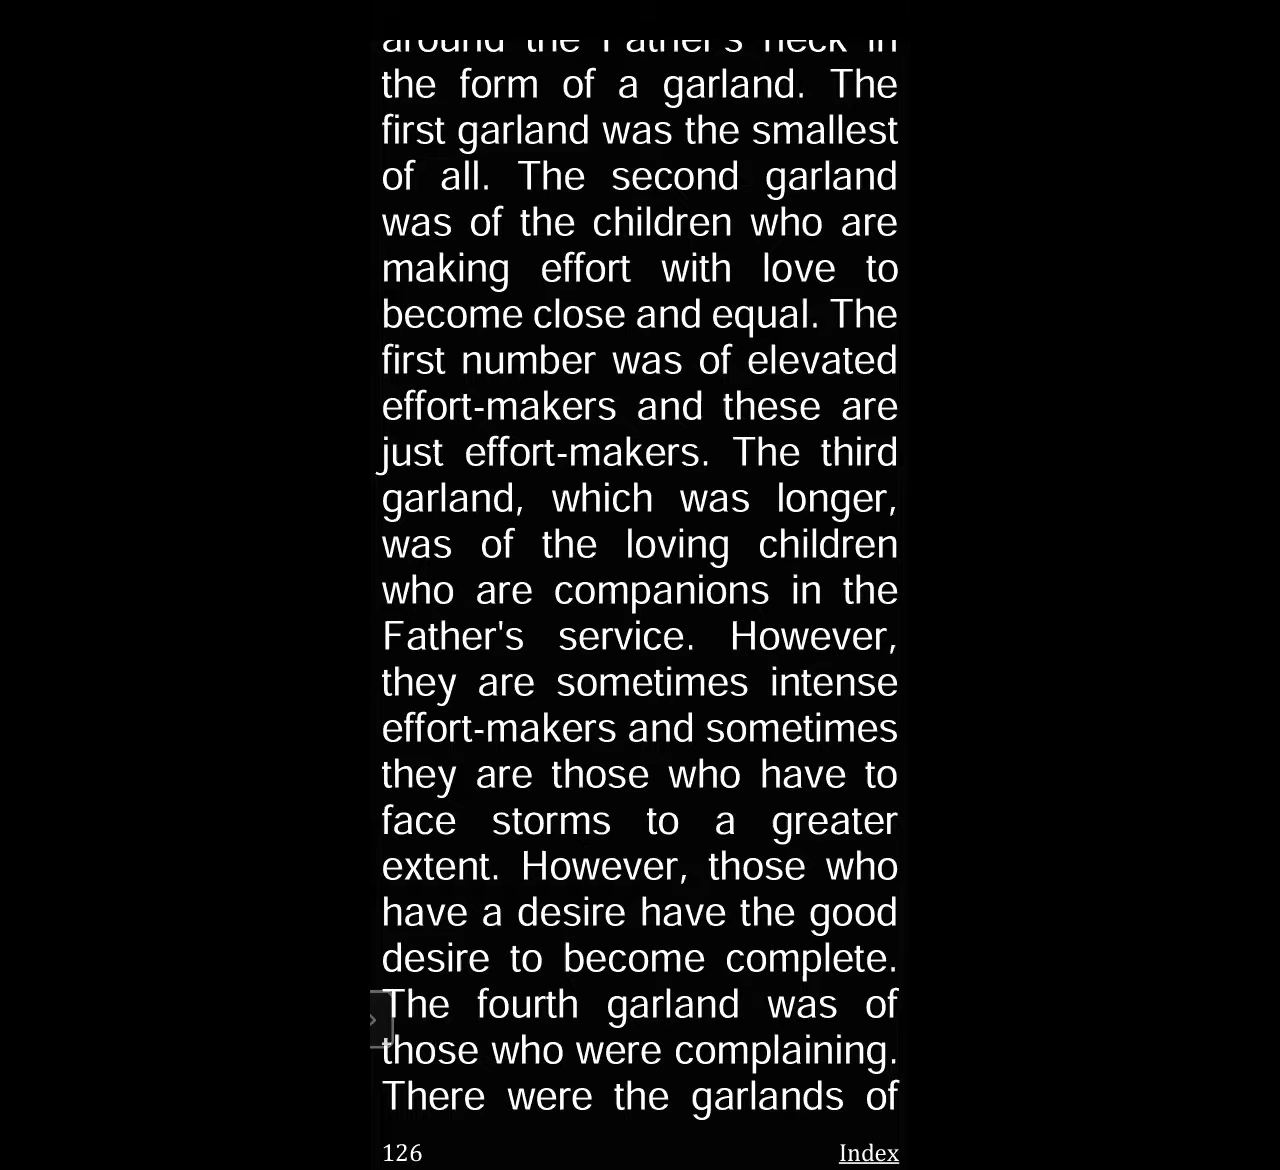 around the Father's neck in
the form of a garland. The
first garland was the smallest
of all. The second garland
was of the children who are
making effort with love to
become close and equal. The
first number was of elevated
effort-makers and these are
just effort-makers. The third
garland, which was longer,
was of the loving children
who are companions in the
Father's service. However,
they are sometimes intense
effort-makers and sometimes
they are those who have to
face storms to a greater
extent. However, those who
have a desire have the good
desire to become complete.
The fourth garland was of
those who were complaining.
There were the garlands of
126 Index